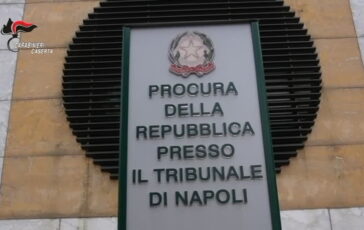 CARABINIERI
CASERTA
PROCURA
DELLA
REPUBBLICA
PRESSO
IL TRIBUNALE
DI NAPOLI